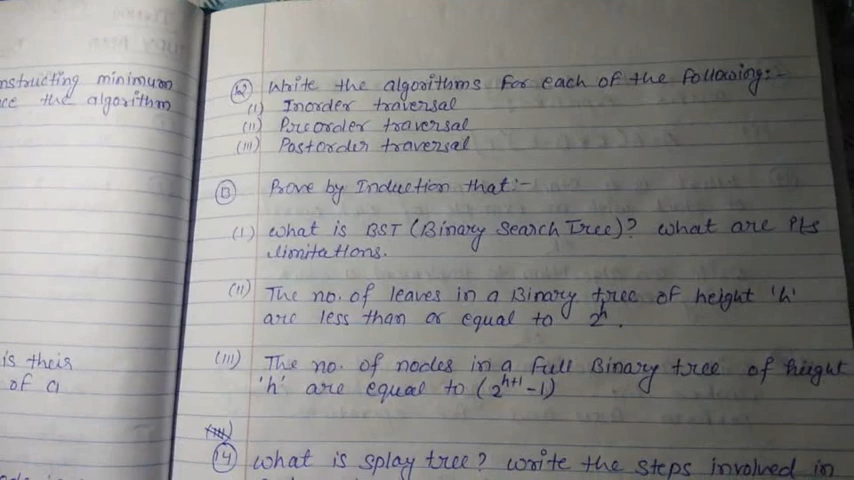 nstructing minimum
ce the algorithm
is their
of a
(12) Write the algorithms for each of the following:-
(i) Inorder traversal
(ii) Preorder traversal
(iii) Postorder traversal
(13) Prove by Induction that:-
(i) What is BST (Binary Search Tree)? What are its
limitations.
(ii) The no. of leaves in a Binary tree of height 'h'
are less than or equal to 2^h.
(iii) The no. of nodes in a full Binary tree of height
'h' are equal to (2^h+1 - 1)
(14) What is splay tree? Write the steps involved in